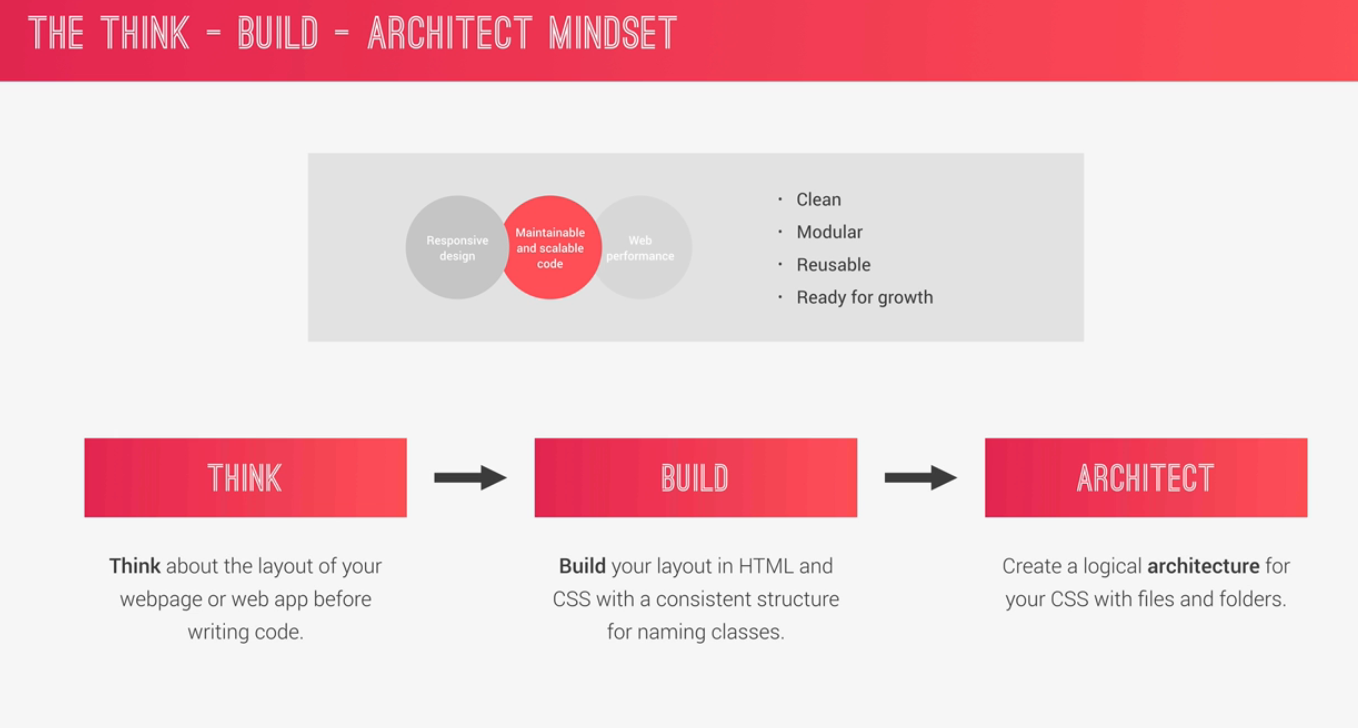 THE THINK – BUILD – ARCHITECT MINDSET
Responsive
design
Maintainable
and scalable
code
Web
performance
· Clean
· Modular
· Reusable
· Ready for growth
THINK
BUILD
ARCHITECT
Think about the layout of your
webpage or web app before
writing code.
Build your layout in HTML and
CSS with a consistent structure
for naming classes.
Create a logical architecture for
your CSS with files and folders.